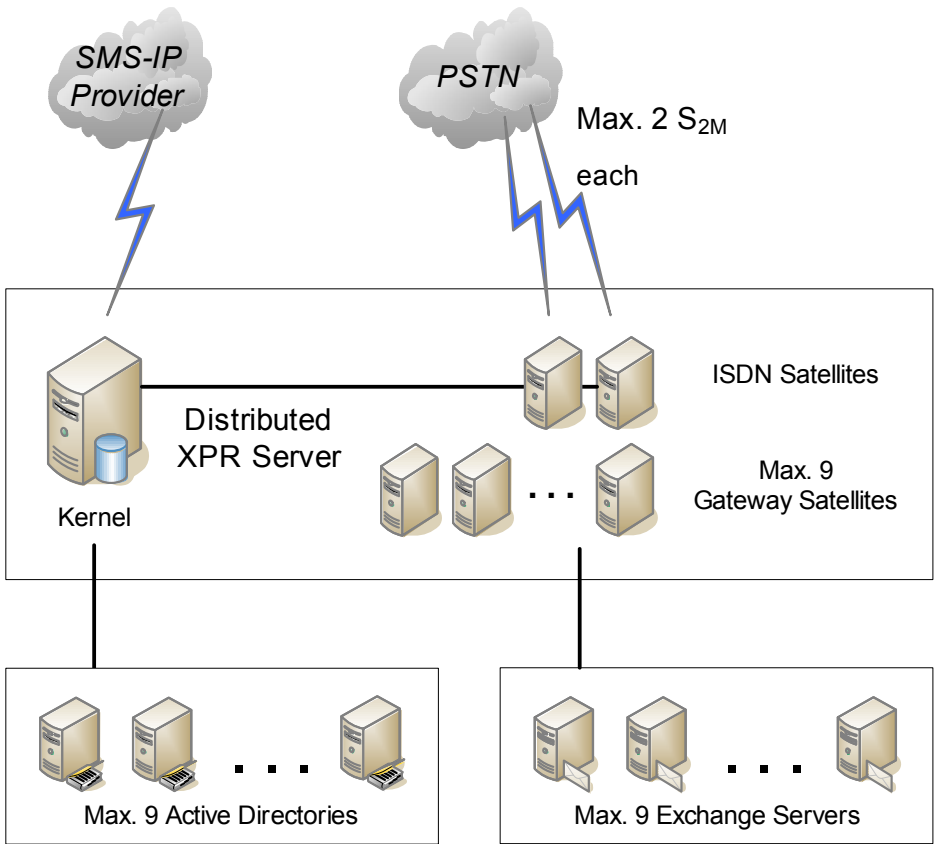 SMS-IP
Provider
PSTN
Max. 2 S2M
each
ISDN Satellites
Distributed
XPR Server
Max. 9
Gateway Satellites
. . .
Kernel
. . .
Max. 9 Active Directories
. . .
Max. 9 Exchange Servers